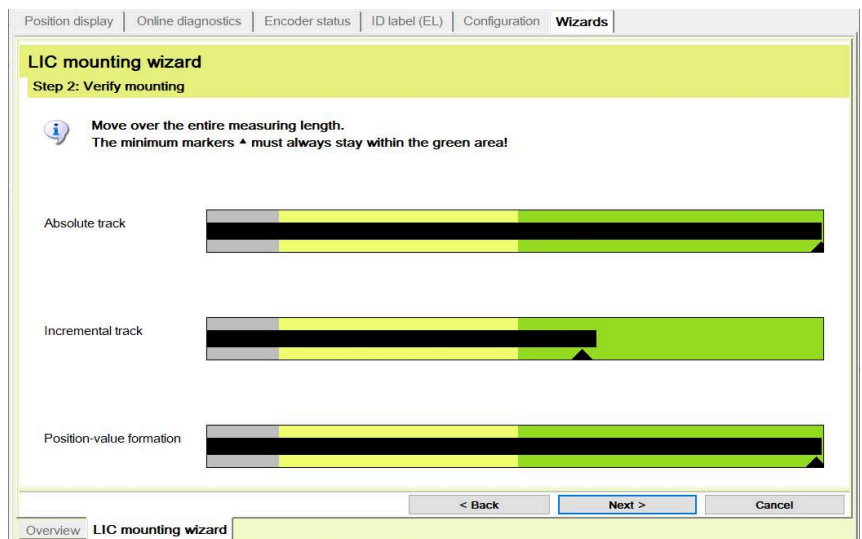 Position display Online diagnostics Encoder status ID label (EL) Configuration Wizards
LIC mounting wizard
Step 2: Verify mounting
Move over the entire measuring length.
The minimum markers ▲ must always stay within the green area!
Absolute track
Incremental track
Position-value formation
< Back Next > Cancel
Overview LIC mounting wizard